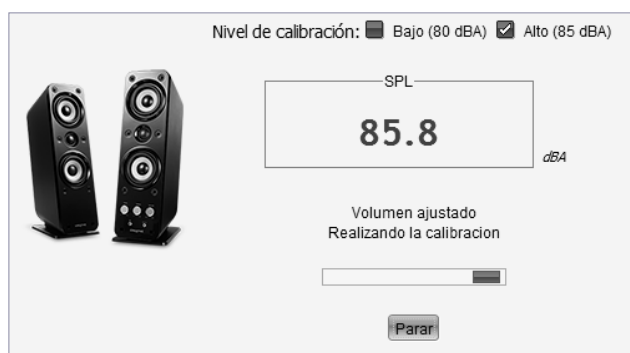 Nivel de calibración: Bajo (80 dBA) Alto (85 dBA)
SPL
85.8
dBA
Volumen ajustado
Realizando la calibracion
Parar